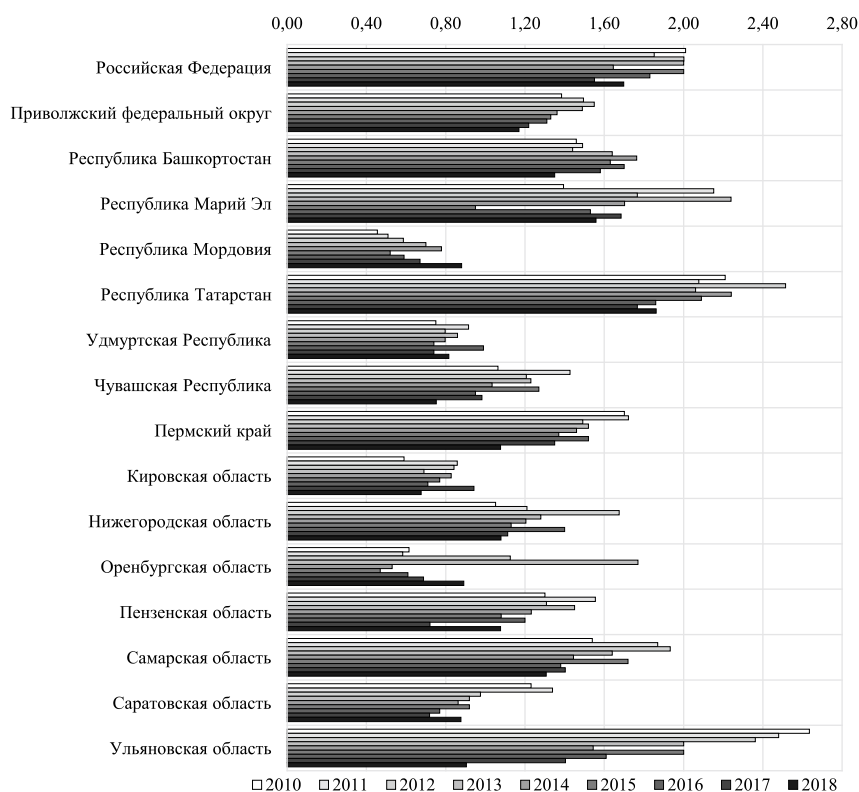 0,00 0,40 0,80 1,20 1,60 2,00 2,40 2,80
Российская Федерация
Приволжский федеральный округ
Республика Башкортостан
Республика Марий Эл
Республика Мордовия
Республика Татарстан
Удмуртская Республика
Чувашская Республика
Пермский край
Кировская область
Нижегородская область
Оренбургская область
Пензенская область
Самарская область
Саратовская область
Ульяновская область
2010 2011 2012 2013 2014 2015 2016 2017 2018